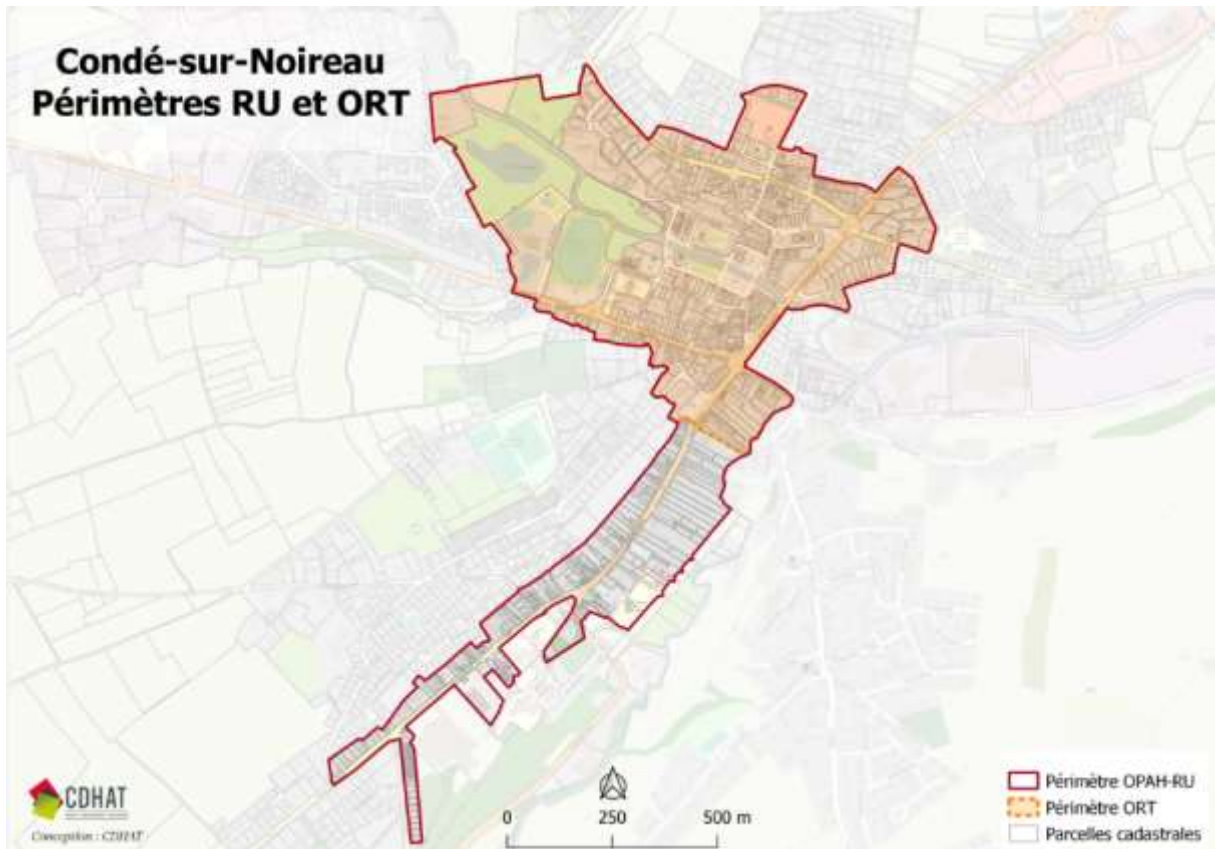 Condé-sur-Noireau
Périmètres RU et ORT
CDHAT
Conception : CDHAT
0 250 500 m
Périmètre OPAH-RU
Périmètre ORT
Parcelles cadastrales